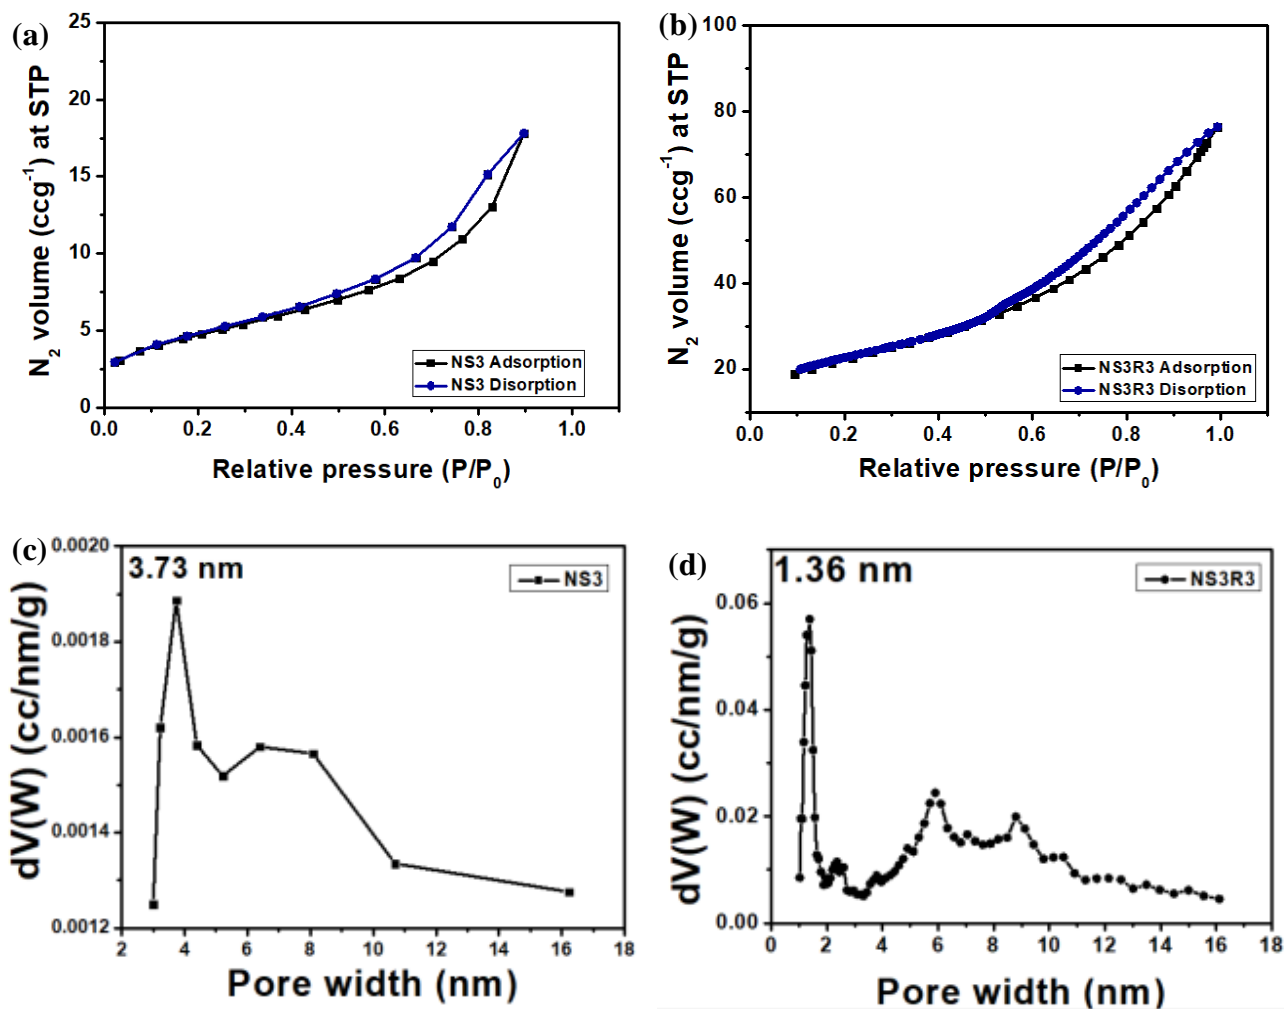 (a)
25
20
15
10
5
0
N2 volume (ccg-1) at STP
NS3 Adsorption
NS3 Disorption
0.0 0.2 0.4 0.6 0.8 1.0
Relative pressure (P/P0)
(b)
100
80
60
40
20
N2 volume (ccg-1) at STP
NS3R3 Adsorption
NS3R3 Disorption
0.0 0.2 0.4 0.6 0.8 1.0
Relative pressure (P/P0)
(c)
0.0020
0.0018
0.0016
0.0014
0.0012
dV(W) (cc/nm/g)
3.73 nm
NS3
2 4 6 8 10 12 14 16 18
Pore width (nm)
(d)
0.06
0.04
0.02
0.00
dV(W) (cc/nm/g)
1.36 nm
NS3R3
0 2 4 6 8 10 12 14 16 18
Pore width (nm)